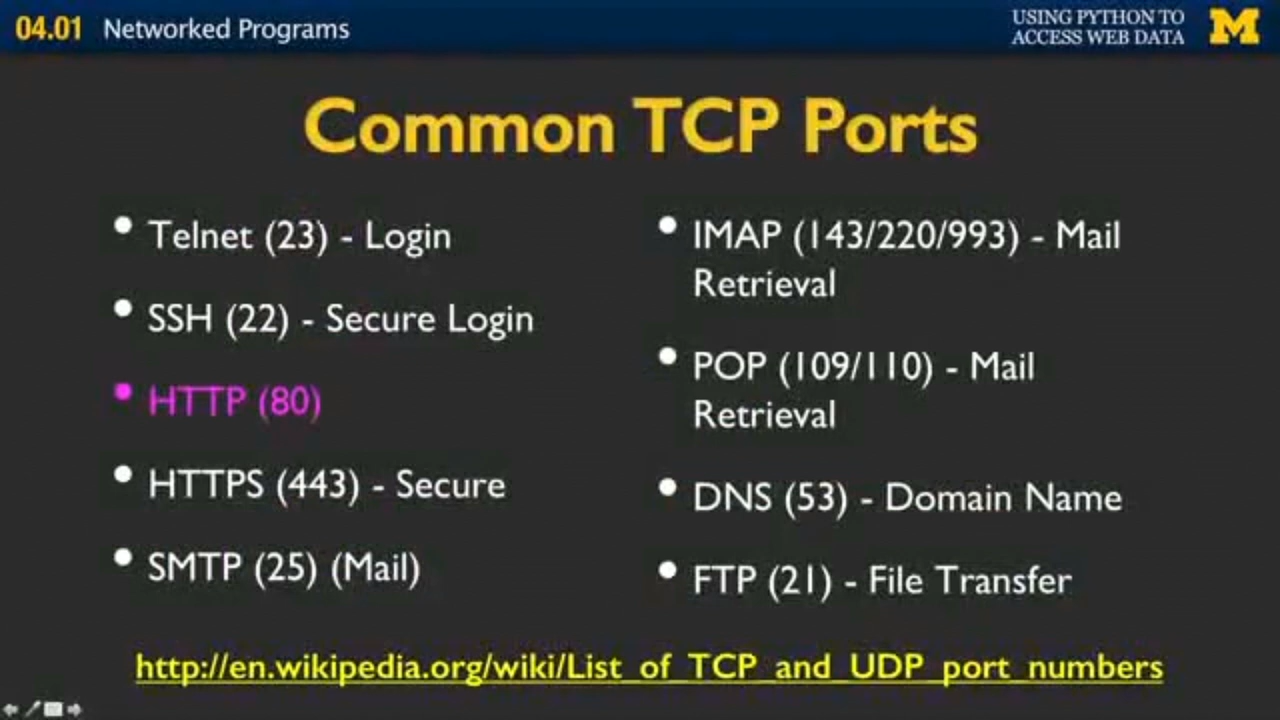 04.01 Networked Programs
USING PYTHON TO
ACCESS WEB DATA
M
Common TCP Ports
• Telnet (23) - Login
• SSH (22) - Secure Login
• HTTP (80)
• HTTPS (443) - Secure
• SMTP (25) (Mail)
• IMAP (143/220/993) - Mail
Retrieval
• POP (109/110) - Mail
Retrieval
• DNS (53) - Domain Name
• FTP (21) - File Transfer
http://en.wikipedia.org/wiki/List_of_TCP_and_UDP_port_numbers